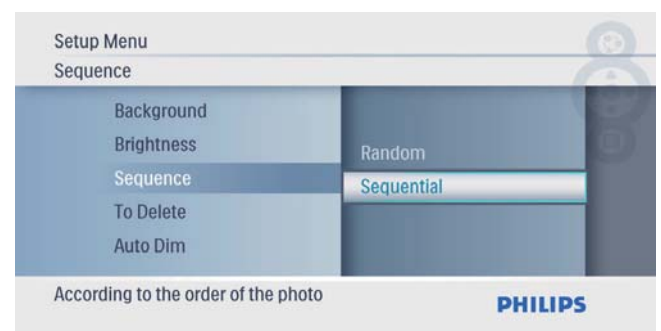 Setup Menu
Sequence
Background
Brightness
Sequence
To Delete
Auto Dim
Random
Sequential
According to the order of the photo
PHILIPS